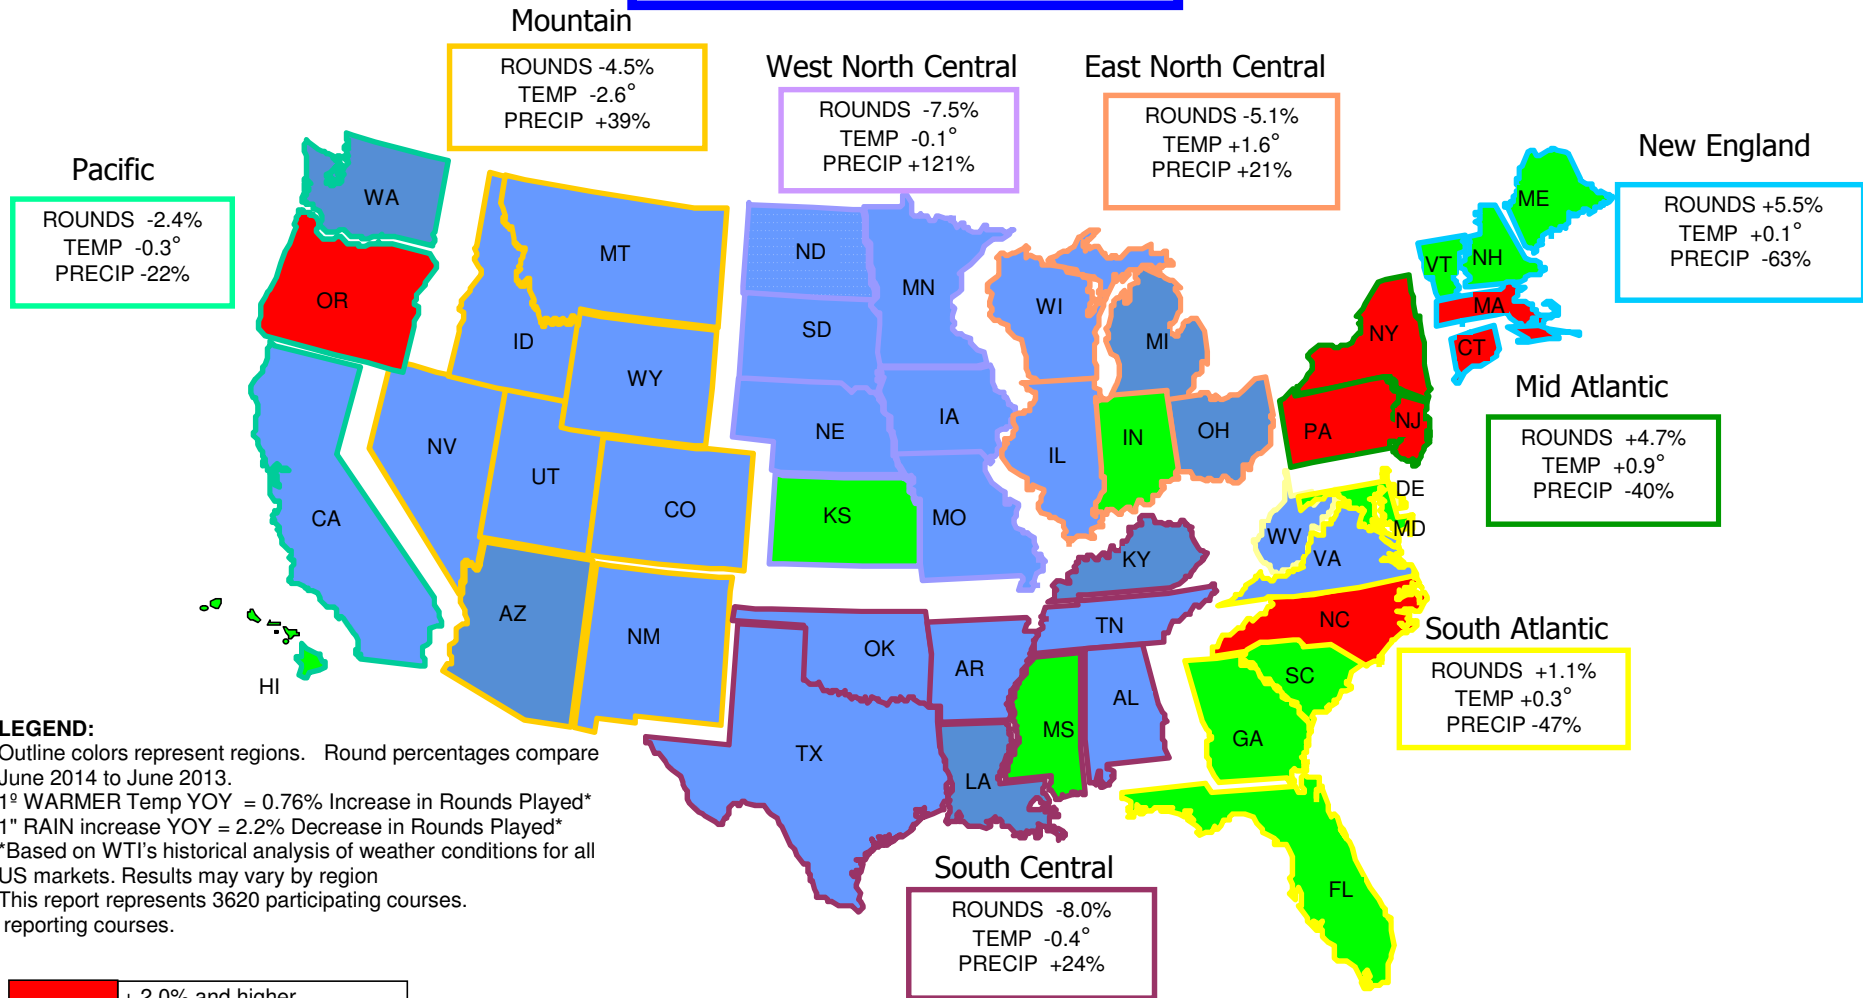 Mountain
ROUNDS -4.5%
TEMP -2.6°
PRECIP +39%
West North Central
ROUNDS -7.5%
TEMP -0.1°
PRECIP +121%
East North Central
ROUNDS -5.1%
TEMP +1.6°
PRECIP +21%
New England
ROUNDS +5.5%
TEMP +0.1°
PRECIP -63%
Pacific
ROUNDS -2.4%
TEMP -0.3°
PRECIP -22%
Mid Atlantic
ROUNDS +4.7%
TEMP +0.9°
PRECIP -40%
South Atlantic
ROUNDS +1.1%
TEMP +0.3°
PRECIP -47%
South Central
ROUNDS -8.0%
TEMP -0.4°
PRECIP +24%
WA
OR
CA
HI
MT
ID
WY
NV
UT
CO
AZ
NM
ND
SD
NE
KS
MN
IA
MO
WI
MI
IL
IN
OH
KY
TN
OK
AR
TX
LA
MS
AL
ME
VT
NH
MA
CT
NY
PA
NJ
DE
MD
WV
VA
NC
SC
GA
FL
LEGEND:
Outline colors represent regions. Round percentages compare
June 2014 to June 2013.
1º WARMER Temp YOY = 0.76% Increase in Rounds Played*
1" RAIN increase YOY = 2.2% Decrease in Rounds Played*
*Based on WTI's historical analysis of weather conditions for all
US markets. Results may vary by region
This report represents 3620 participating courses.
reporting courses.
+ 2.0% and higher